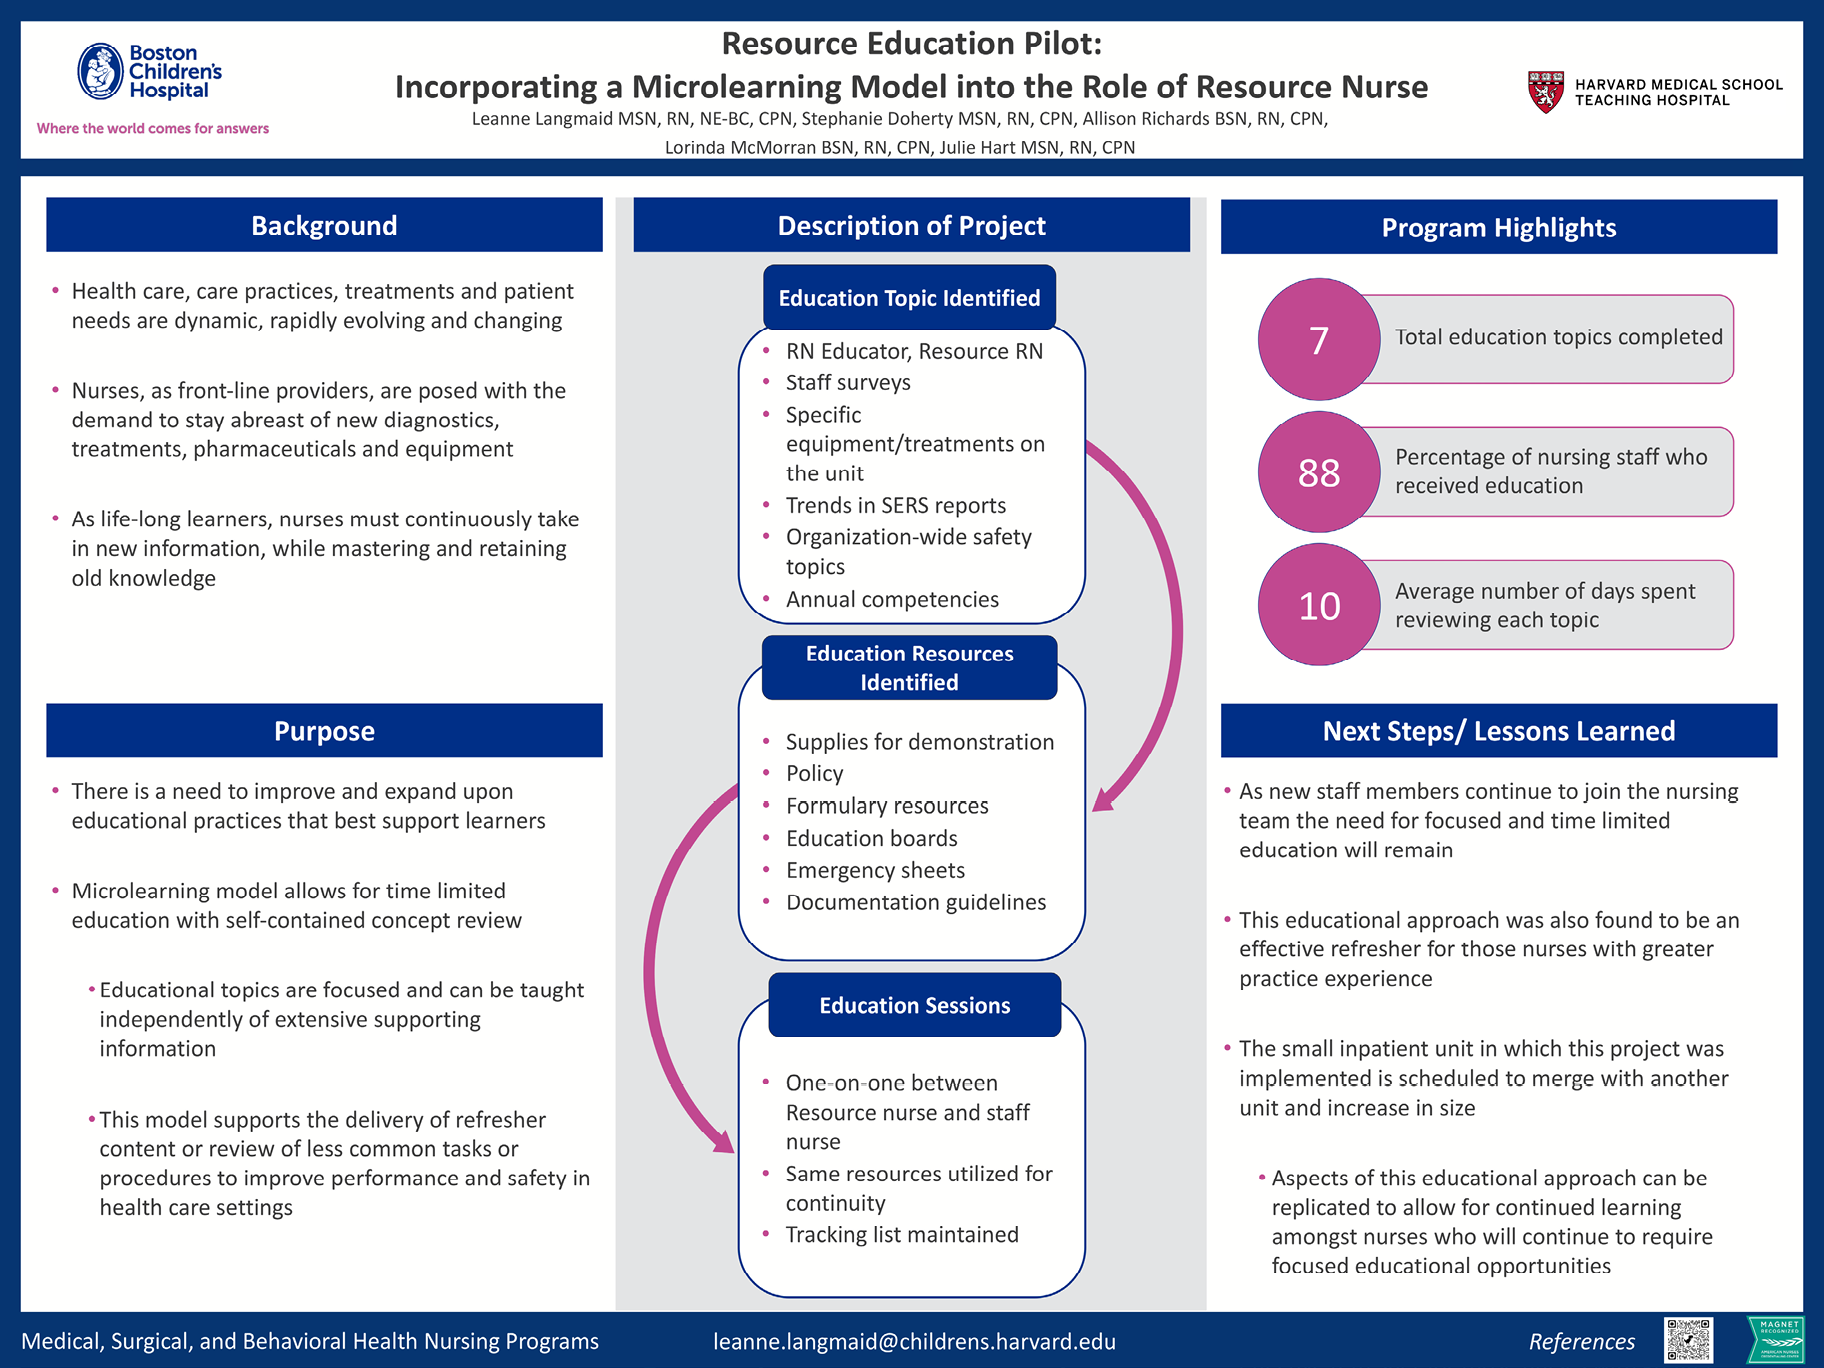 Boston
Children's
Hospital
Where the world comes for answers
Resource Education Pilot:
Incorporating a Microlearning Model into the Role of Resource Nurse
Leanne Langmaid MSN, RN, NE-BC, CPN, Stephanie Doherty MSN, RN, CPN, Allison Richards BSN, RN, CPN,
Lorinda McMorran BSN, RN, CPN, Julie Hart MSN, RN, CPN
HARVARD MEDICAL SCHOOL
TEACHING HOSPITAL
Background
• Health care, care practices, treatments and patient
needs are dynamic, rapidly evolving and changing
• Nurses, as front-line providers, are posed with the
demand to stay abreast of new diagnostics,
treatments, pharmaceuticals and equipment
• As life-long learners, nurses must continuously take
in new information, while mastering and retaining
old knowledge
Purpose
• There is a need to improve and expand upon
educational practices that best support learners
• Microlearning model allows for time limited
education with self-contained concept review
• Educational topics are focused and can be taught
independently of extensive supporting
information
• This model supports the delivery of refresher
content or review of less common tasks or
procedures to improve performance and safety in
health care settings
Description of Project
Education Topic Identified
• RN Educator, Resource RN
• Staff surveys
• Specific
equipment/treatments on
the unit
• Trends in SERS reports
• Organization-wide safety
topics
• Annual competencies
Education Resources
Identified
• Supplies for demonstration
• Policy
• Formulary resources
• Education boards
• Emergency sheets
• Documentation guidelines
Education Sessions
• One-on-one between
Resource nurse and staff
nurse
• Same resources utilized for
continuity
• Tracking list maintained
Program Highlights
7
Total education topics completed
88
Percentage of nursing staff who
received education
10
Average number of days spent
reviewing each topic
Next Steps/ Lessons Learned
• As new staff members continue to join the nursing
team the need for focused and time limited
education will remain
• This educational approach was also found to be an
effective refresher for those nurses with greater
practice experience
• The small inpatient unit in which this project was
implemented is scheduled to merge with another
unit and increase in size
• Aspects of this educational approach can be
replicated to allow for continued learning
amongst nurses who will continue to require
focused educational opportunities
Medical, Surgical, and Behavioral Health Nursing Programs
leanne.langmaid@childrens.harvard.edu
References
MAGNET
RECOGNIZED